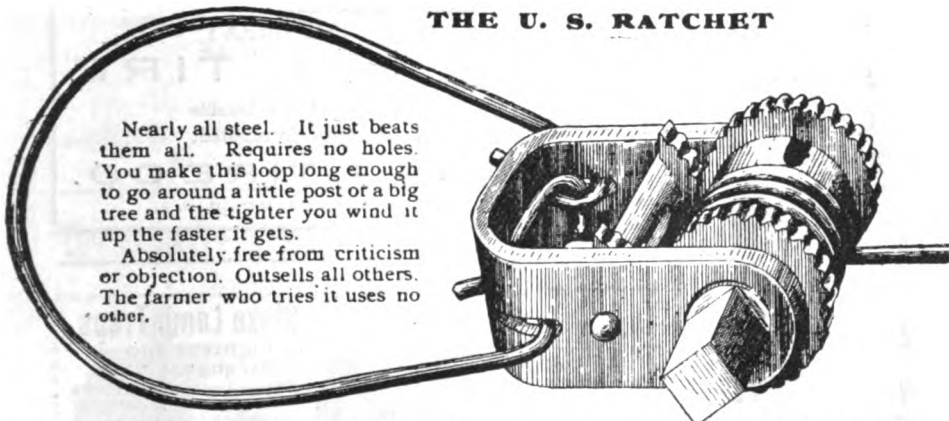 THE U. S. RATCHET
Nearly all steel. It just beats
them all. Requires no holes.
You make this loop long enough
to go around a little post or a big
tree and the tighter you wind it
up the faster it gets.
Absolutely free from criticism
or objection. Outsells all others.
The farmer who tries it uses no
other.